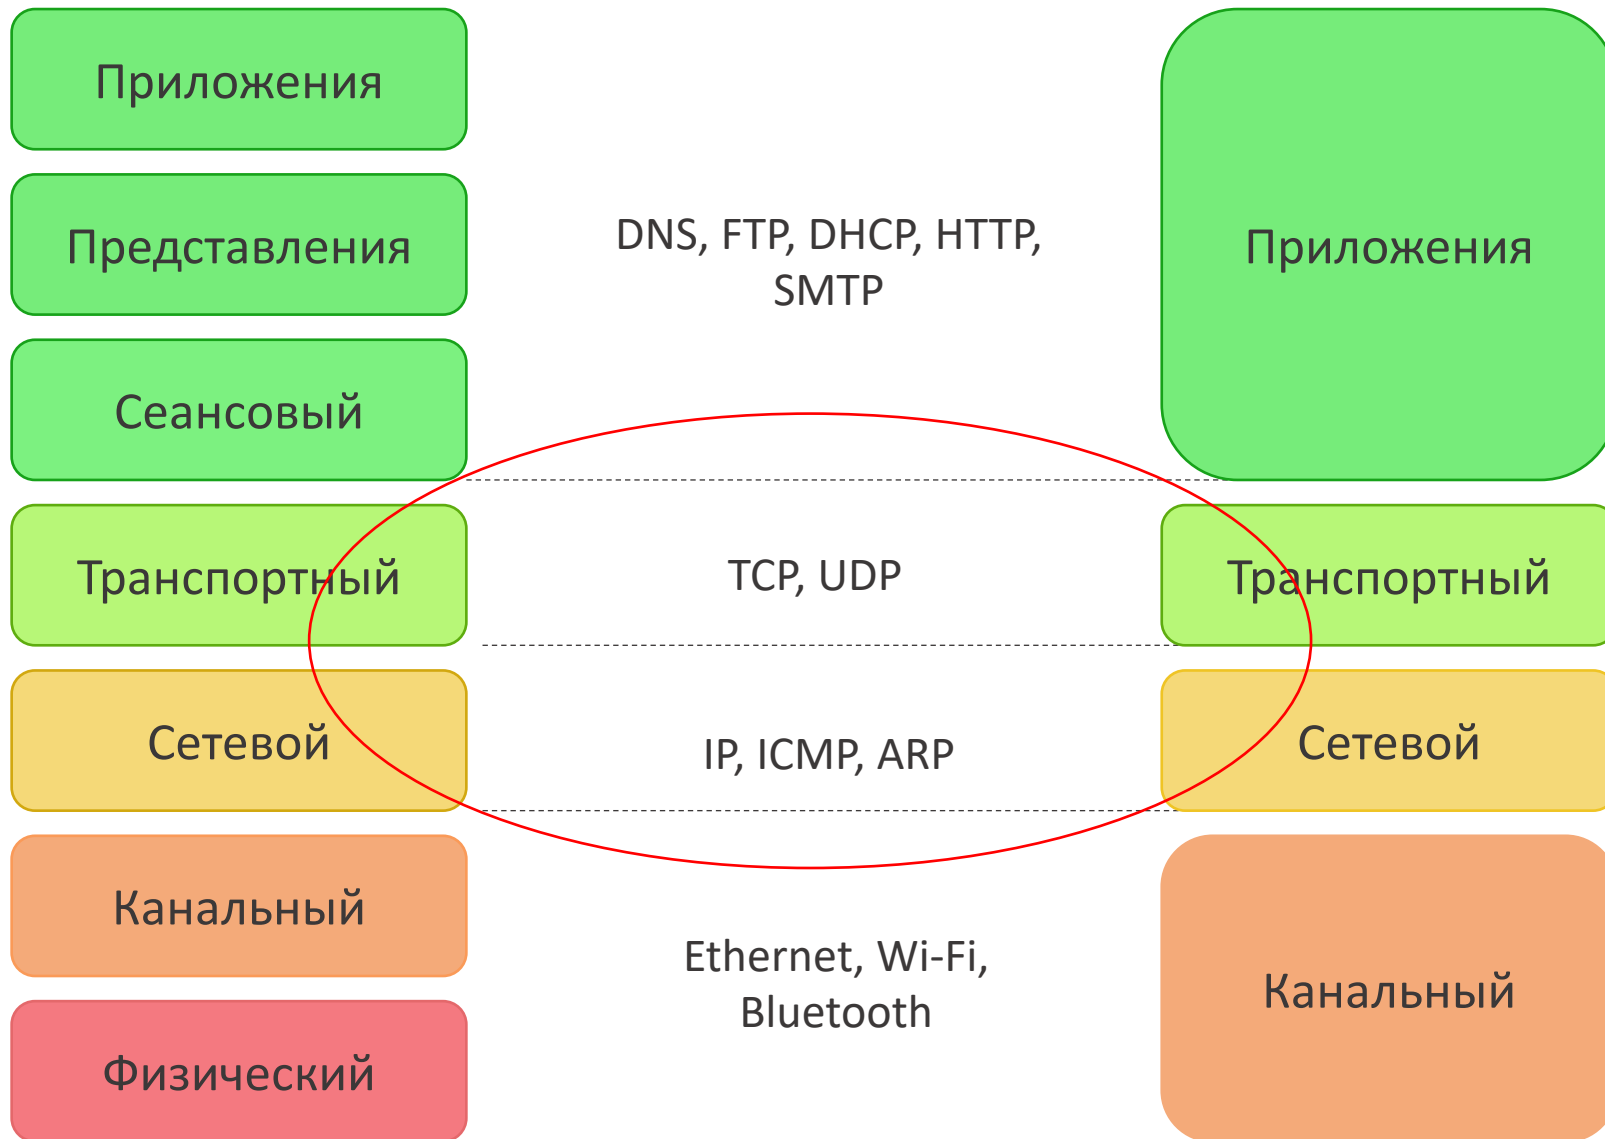 Приложения
Представления
Сеансовый
Транспортный
Сетевой
Канальный
Физический
DNS, FTP, DHCP, HTTP,
SMTP
TCP, UDP
IP, ICMP, ARP
Ethernet, Wi-Fi,
Bluetooth
Приложения
Транспортный
Сетевой
Канальный